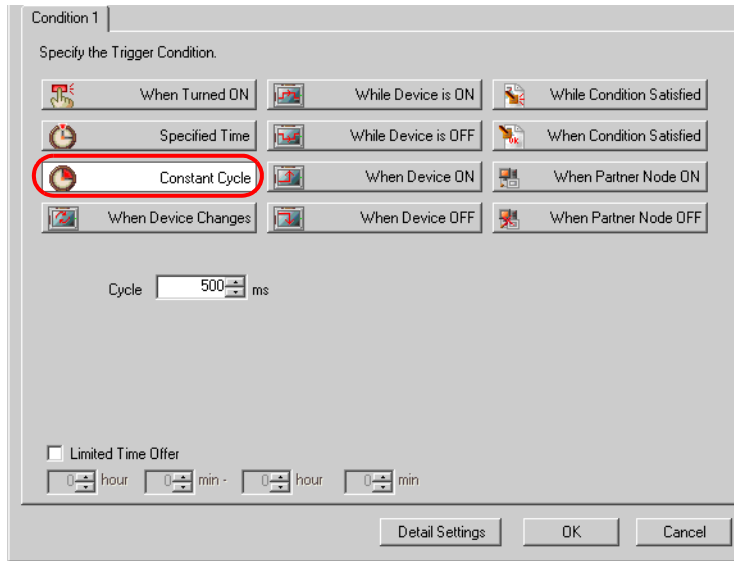 Condition 1
Specify the Trigger Condition.
When Turned ON While Device is ON While Condition Satisfied
Specified Time While Device is OFF When Condition Satisfied
Constant Cycle When Device ON When Partner Node ON
When Device Changes When Device OFF When Partner Node OFF
Cycle 500 ms
Limited Time Offer
0 hour 0 min - 0 hour 0 min
Detail Settings OK Cancel